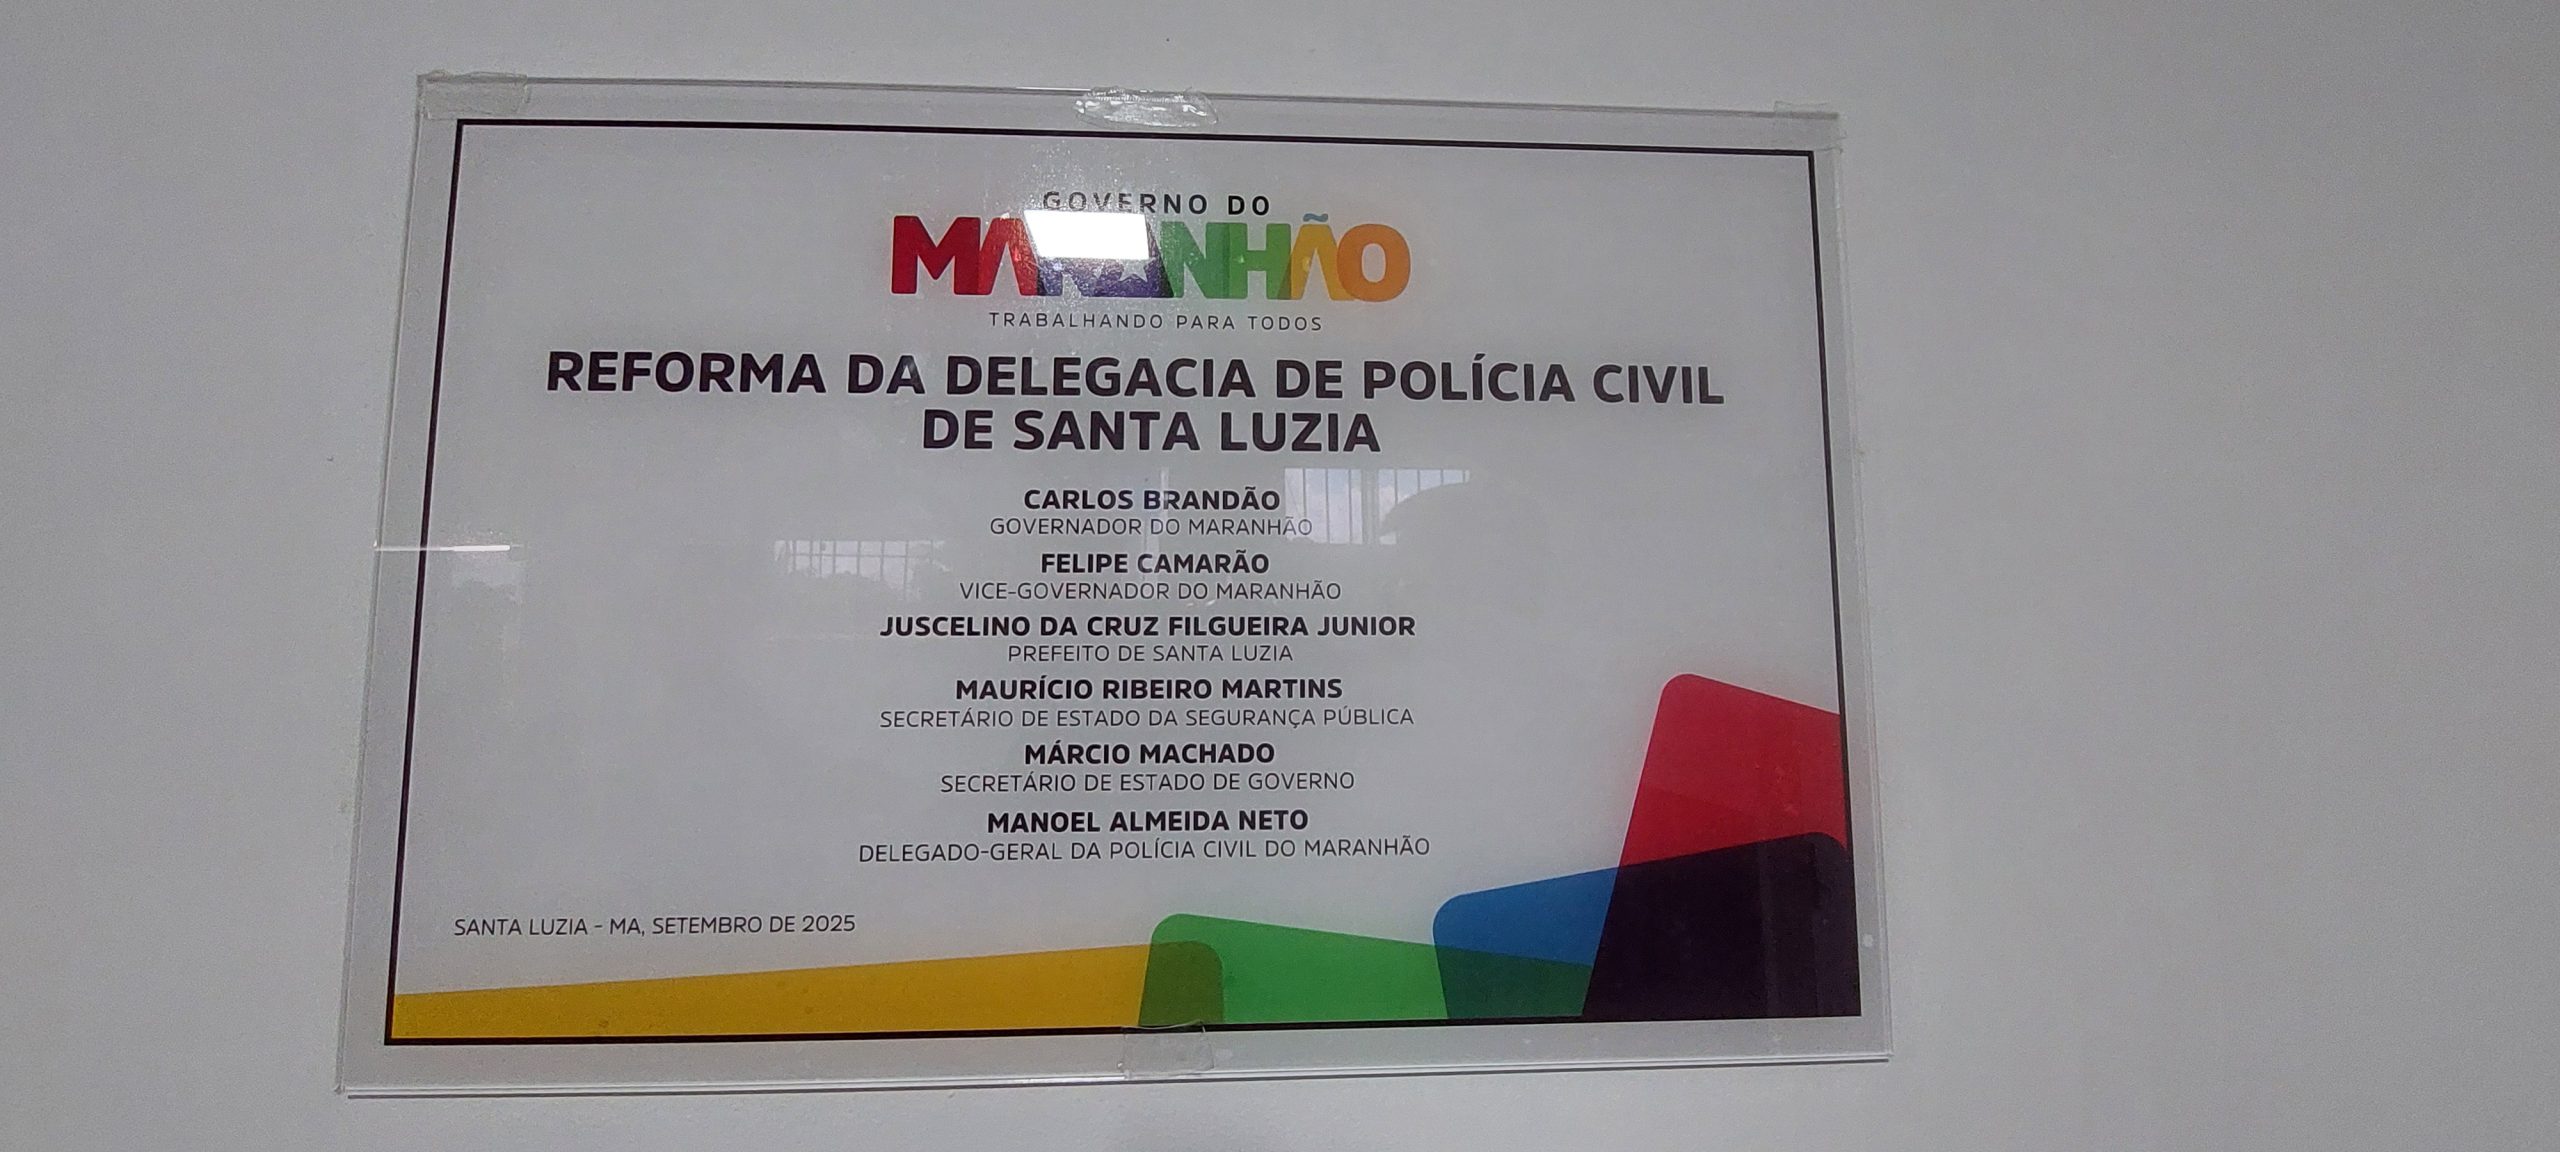 GOVERNO DO
MARANHÃO
TRABALHANDO PARA TODOS
REFORMA DA DELEGACIA DE POLÍCIA CIVIL
DE SANTA LUZIA
CARLOS BRANDÃO
GOVERNADOR DO MARANHÃO
FELIPE CAMARÃO
VICE-GOVERNADOR DO MARANHÃO
JUSCELINO DA CRUZ FILGUEIRA JUNIOR
PREFEITO DE SANTA LUZIA
MAURÍCIO RIBEIRO MARTINS
SECRETÁRIO DE ESTADO DA SEGURANÇA PÚBLICA
MÁRCIO MACHADO
SECRETÁRIO DE ESTADO DE GOVERNO
MANOEL ALMEIDA NETO
DELEGADO-GERAL DA POLÍCIA CIVIL DO MARANHÃO
SANTA LUZIA - MA, SETEMBRO DE 2025